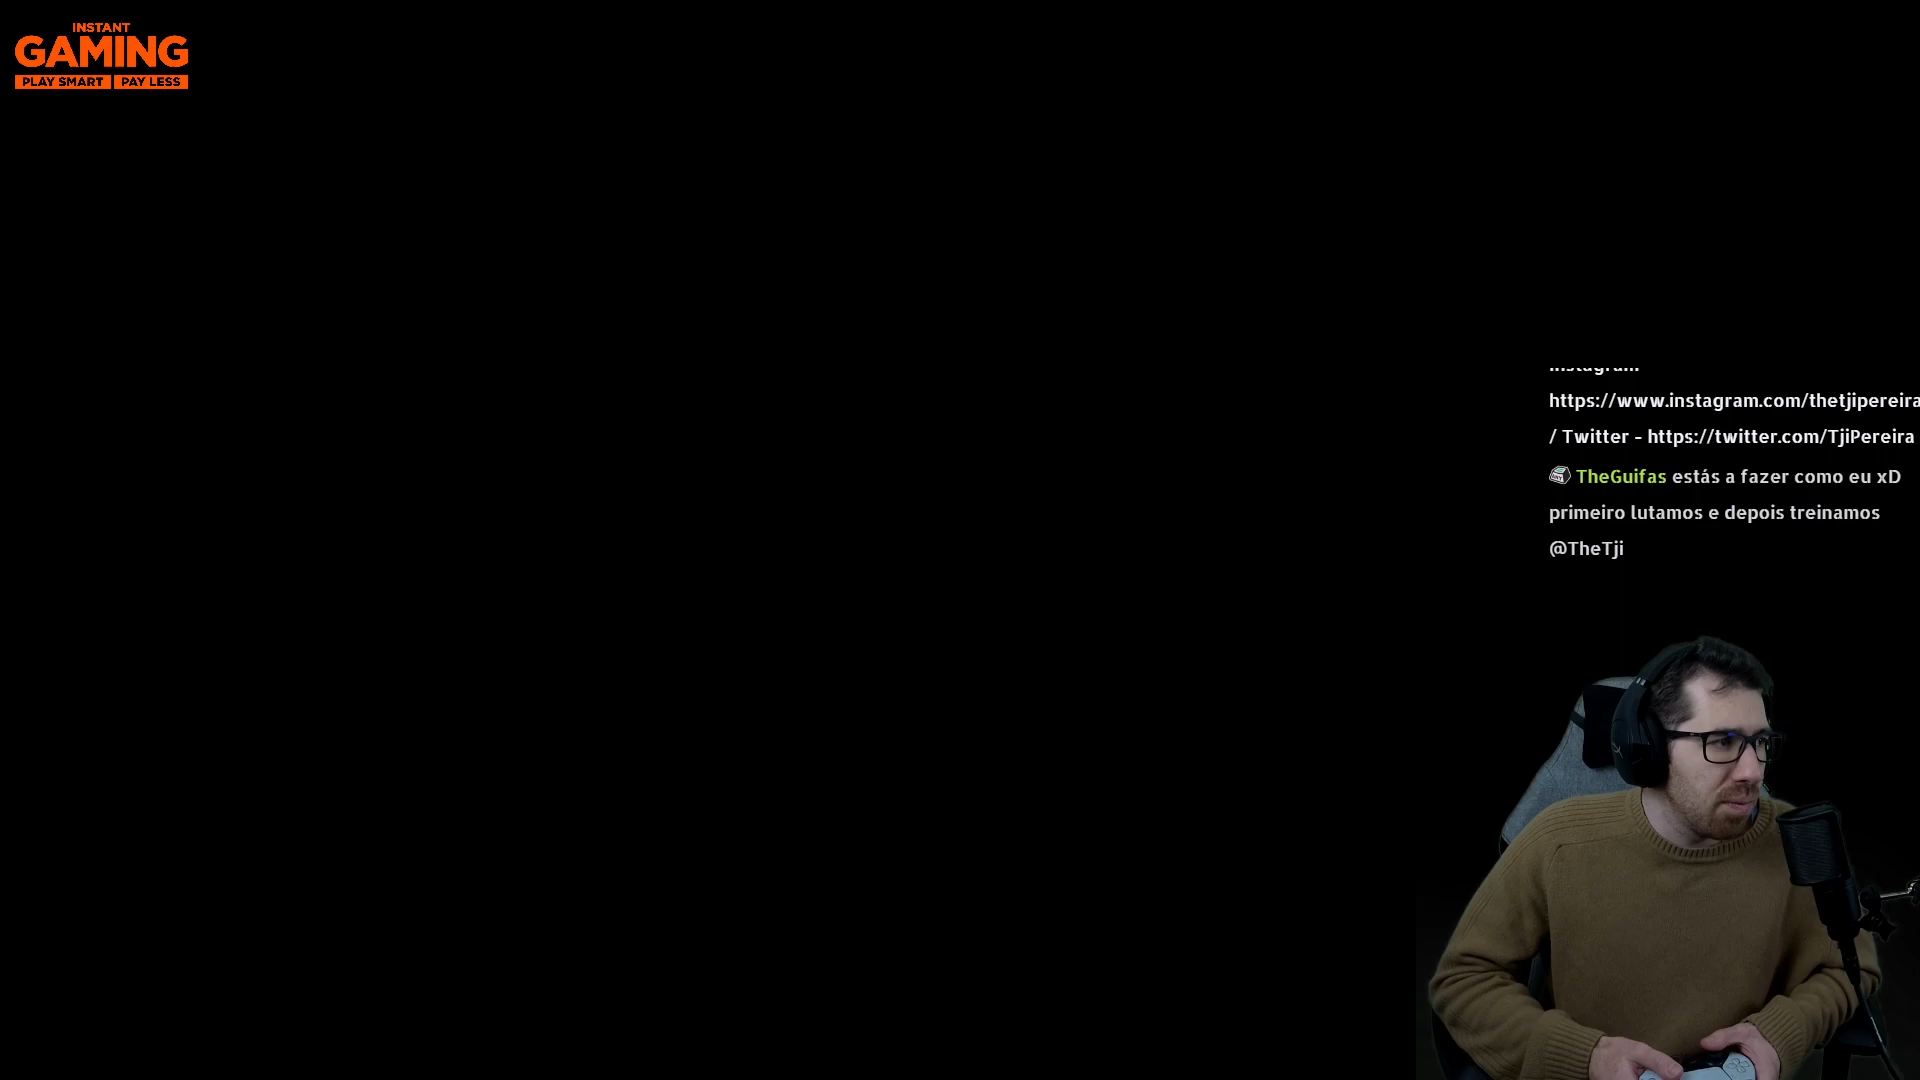 INSTANT
GAMING
PLAY SMART PAY LESS
instagram
https://www.instagram.com/thetjipereira
/ Twitter - https://twitter.com/TjiPereira
TheGuifas estás a fazer como eu xD
primeiro lutamos e depois treinamos
@TheTji